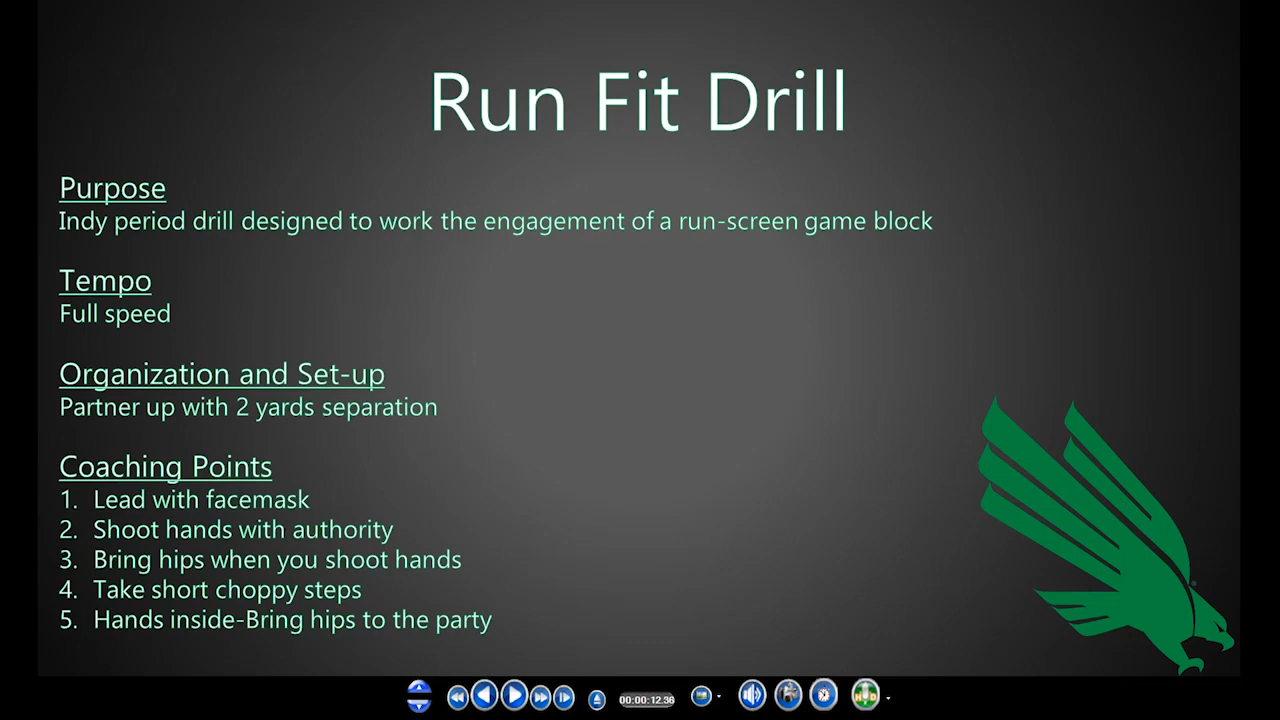 Run Fit Drill
Purpose
Indy period drill designed to work the engagement of a run-screen game block
Tempo
Full speed
Organization and Set-up
Partner up with 2 yards separation
Coaching Points
1. Lead with facemask
2. Shoot hands with authority
3. Bring hips when you shoot hands
4. Take short choppy steps
5. Hands inside-Bring hips to the party
00:00:12.36